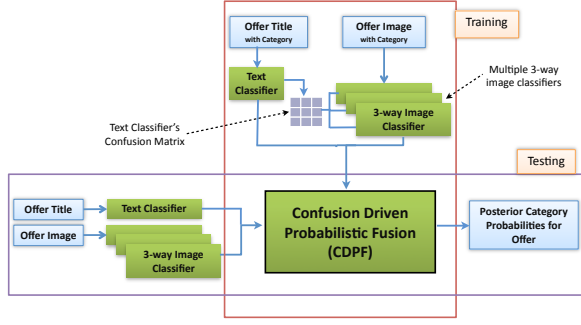 Offer Title
with Category
Offer Image
with Category
Training
Text
Classifier
Multiple 3-way
image classifiers
3-way Image
Classifier
Text Classifier's
Confusion Matrix
Testing
Offer Title
Text Classifier
Offer Image
3-way Image
Classifier
Confusion Driven
Probabilistic Fusion
(CDPF)
Posterior Category
Probabilities for
Offer